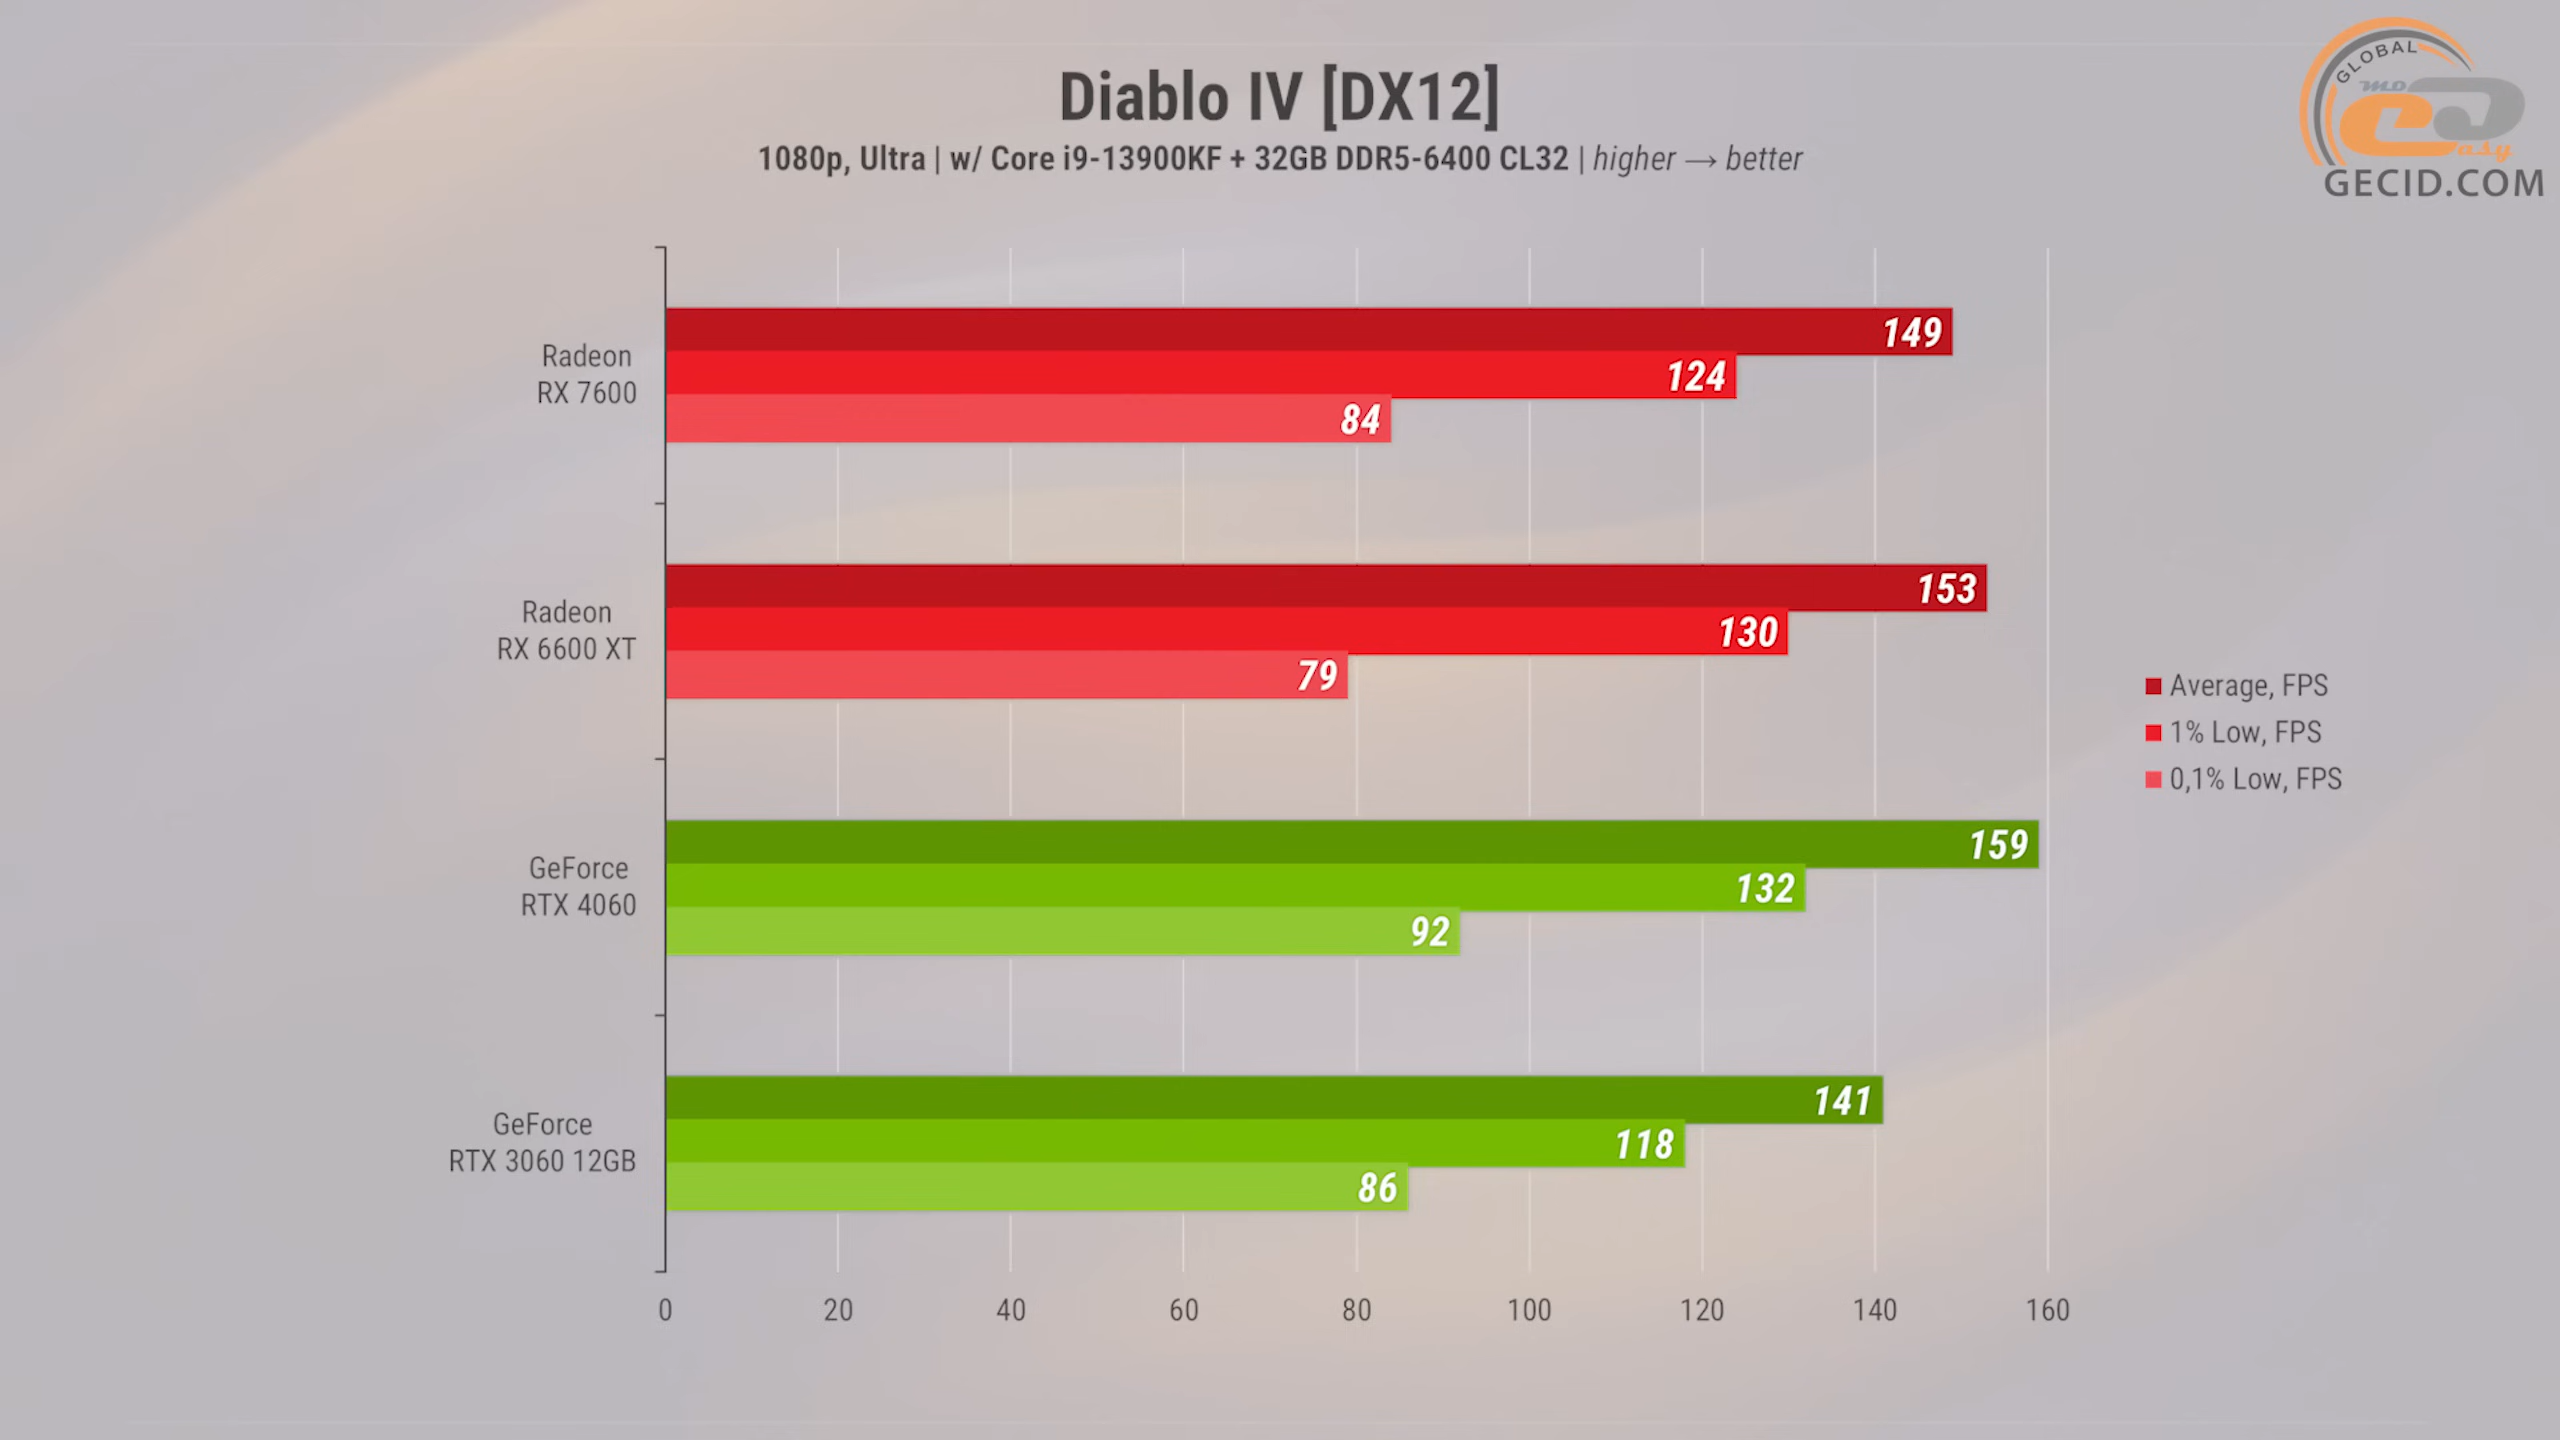 Diablo IV [DX12]
1080p, Ultra | w/ Core i9-13900KF + 32GB DDR5-6400 CL32 | higher → better
GLOBAL
MO
easy
GECID.COM
Radeon
RX 7600
149
124
84
Radeon
RX 6600 XT
153
130
79
GeForce
RTX 4060
159
132
92
GeForce
RTX 3060 12GB
141
118
86
Average, FPS
1% Low, FPS
0,1% Low, FPS
0 20 40 60 80 100 120 140 160